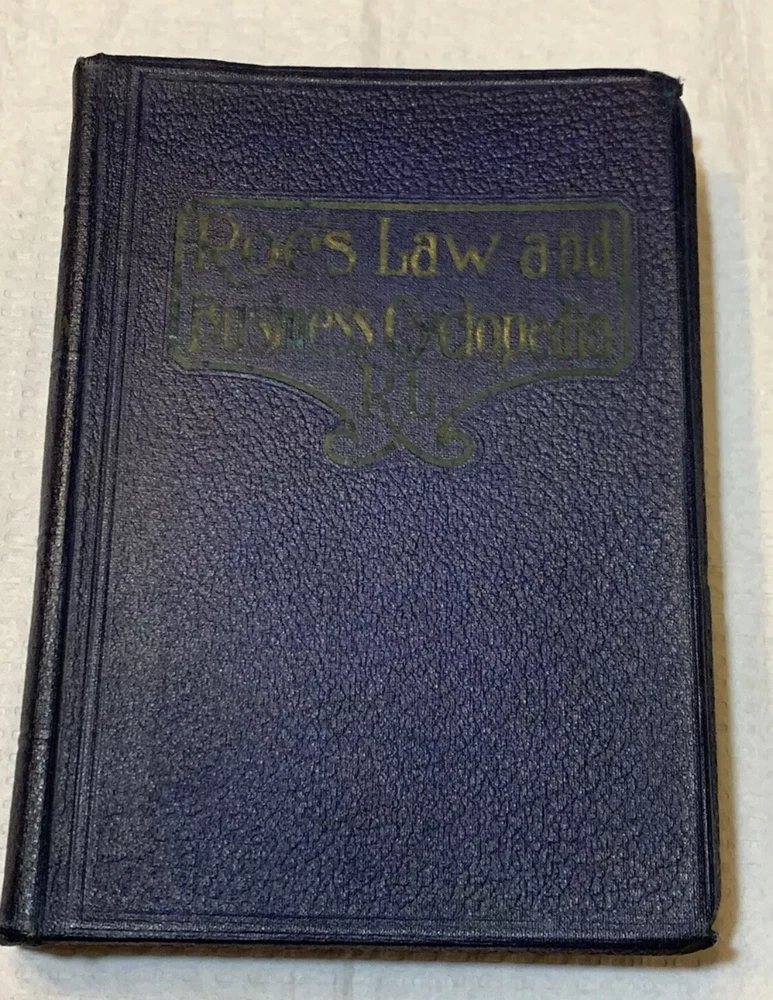 Roe's Law and
Business Cyclopedia